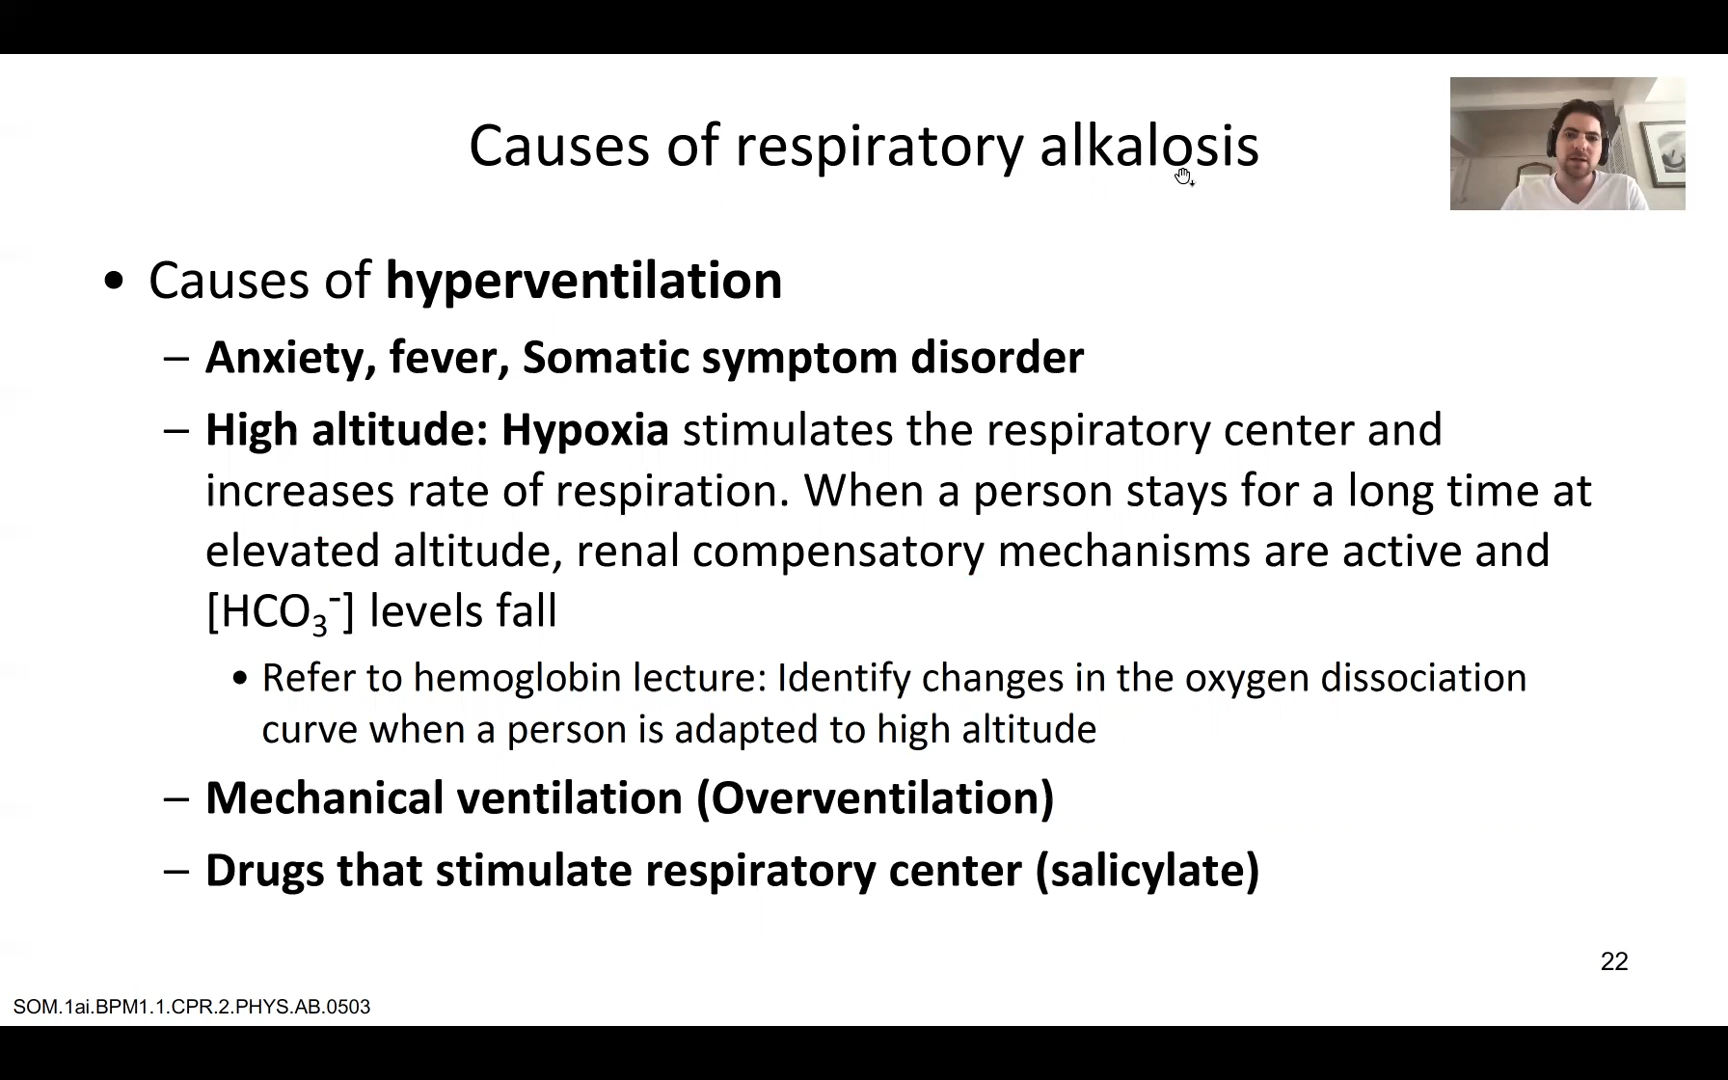 Causes of respiratory alkalosis
• Causes of hyperventilation
– Anxiety, fever, Somatic symptom disorder
– High altitude: Hypoxia stimulates the respiratory center and
increases rate of respiration. When a person stays for a long time at
elevated altitude, renal compensatory mechanisms are active and
[HCO₃⁻] levels fall
• Refer to hemoglobin lecture: Identify changes in the oxygen dissociation
curve when a person is adapted to high altitude
– Mechanical ventilation (Overventilation)
– Drugs that stimulate respiratory center (salicylate)
22
SOM.1ai.BPM1.1.CPR.2.PHYS.AB.0503